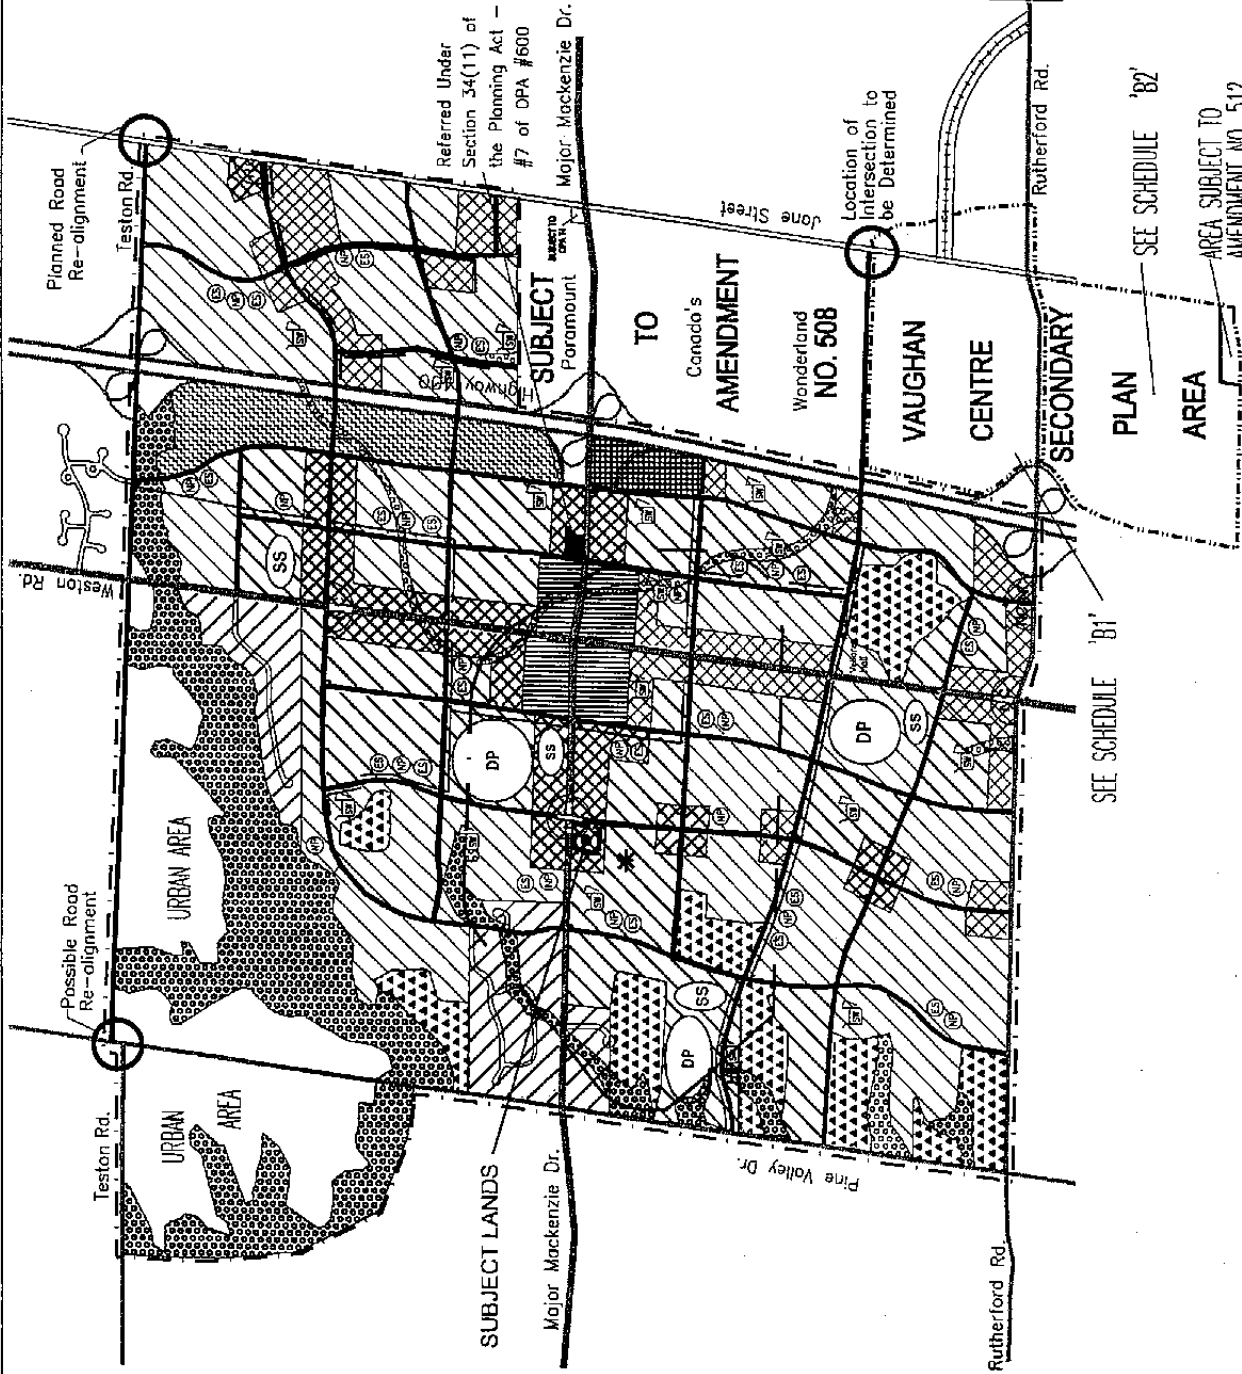 Referred Under
Section 34(11) of
the Planning Act –
#7 of OPA #600
Planned Road
Re-alignment
Teston Rd.
Major Mackenzie Dr.
Jane Street
Location of
Intersection to
be Determined
Rutherford Rd.
SEE SCHEDULE 'B2'
AREA SUBJECT TO
AMENDMENT NO. 512
SUBJECT
Paramount
TO
Canada's
AMENDMENT
Wonderland
NO. 508
VAUGHAN
CENTRE
SECONDARY
PLAN
AREA
Highway
Weston
Rd.
SEE SCHEDULE 'B1'
Possible Road
Re-alignment
URBAN AREA
URBAN
AREA
Teston Rd.
SUBJECT LANDS
Major Mackenzie Dr.
Pine Valley Dr.
Rutherford Rd.
SS
DP
SS
DP
SS
DP
SS
ES
NP
SW